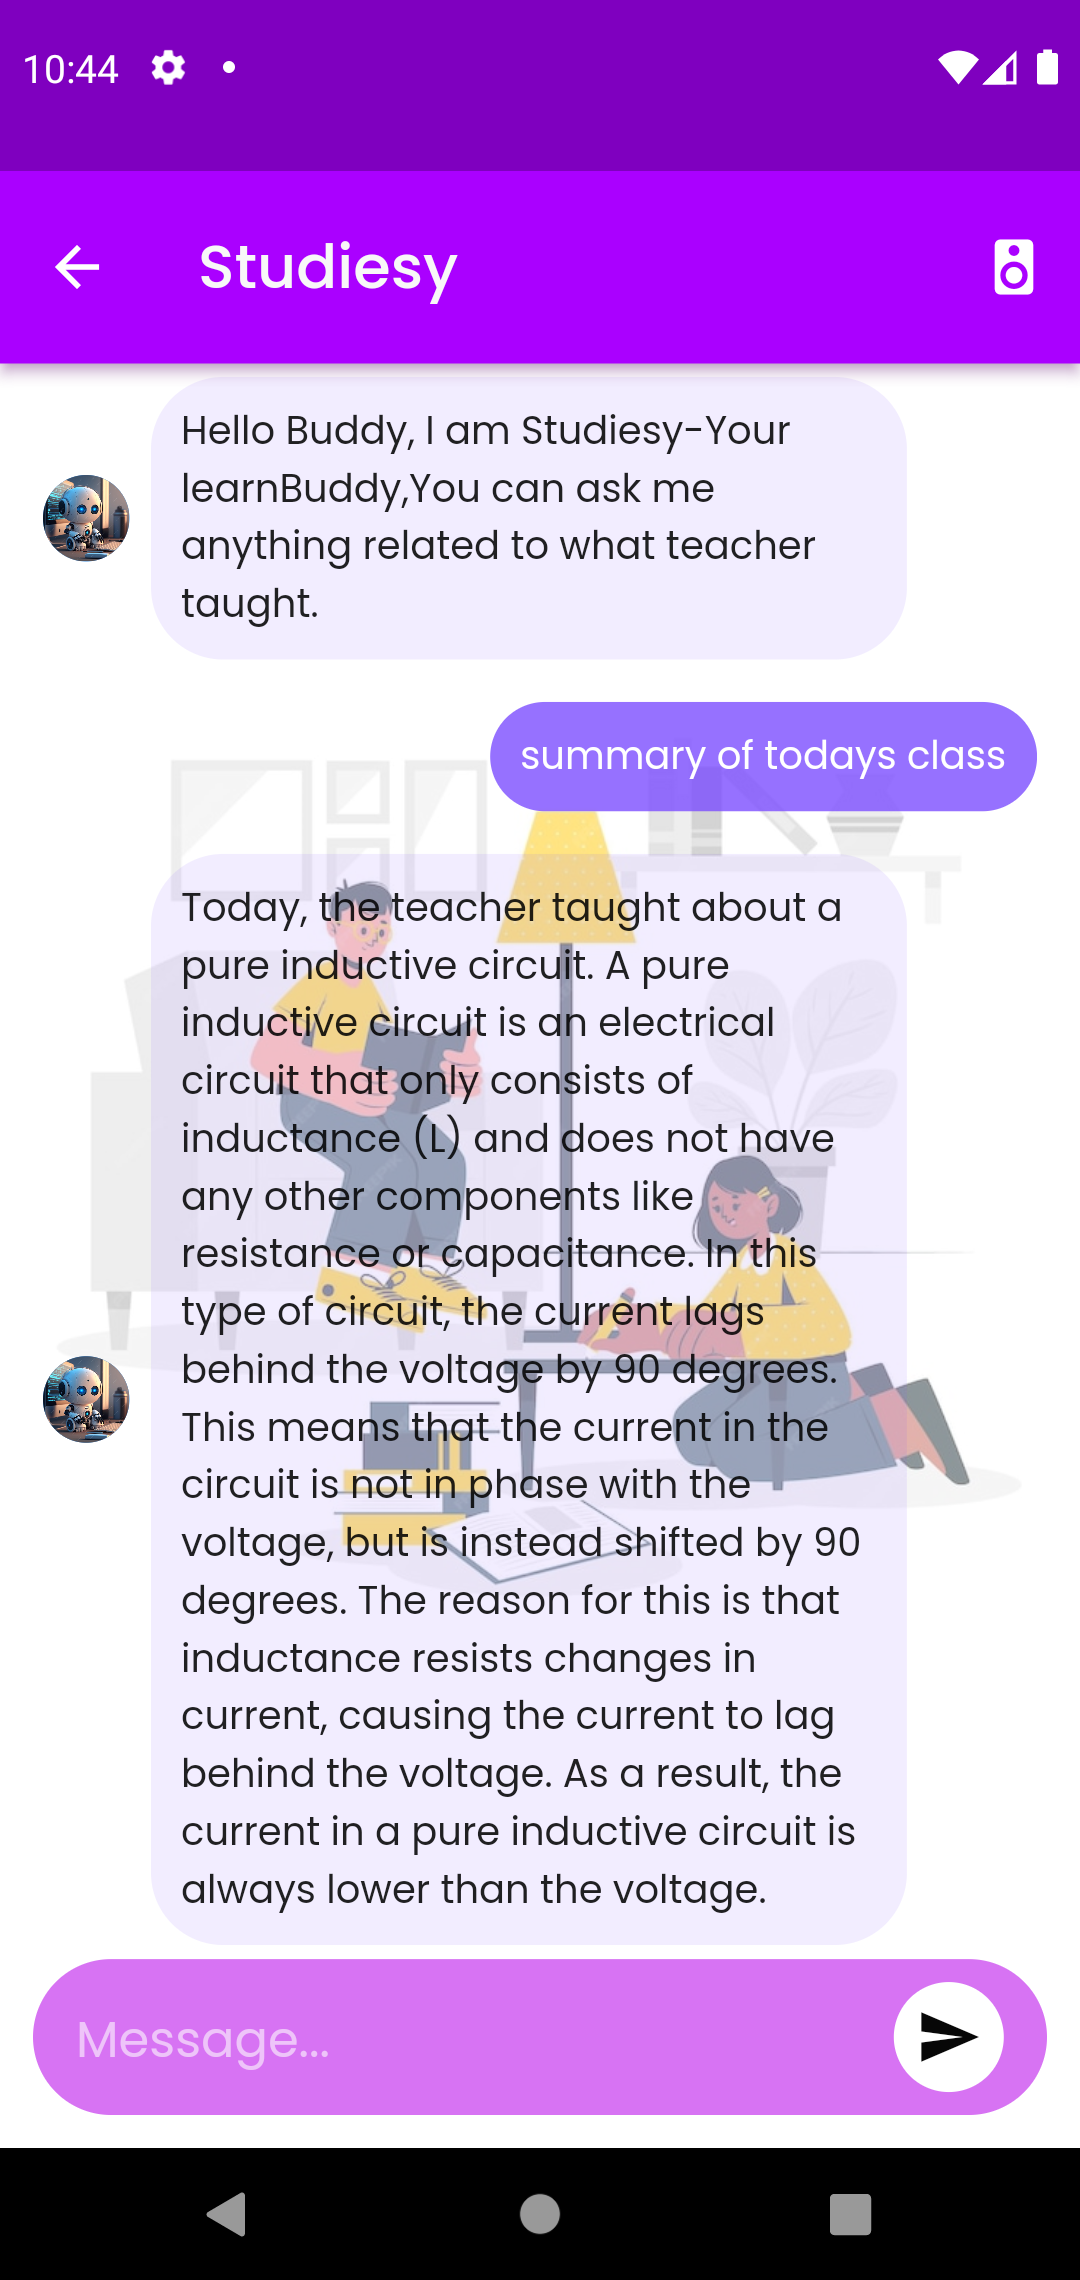 10:44
Studiesy
Hello Buddy, I am Studiesy-Your
learnBuddy,You can ask me
anything related to what teacher
taught.
summary of todays class
Today, the teacher taught about a
pure inductive circuit. A pure
inductive circuit is an electrical
circuit that only consists of
inductance (L) and does not have
any other components like
resistance or capacitance. In this
type of circuit, the current lags
behind the voltage by 90 degrees.
This means that the current in the
circuit is not in phase with the
voltage, but is instead shifted by 90
degrees. The reason for this is that
inductance resists changes in
current, causing the current to lag
behind the voltage. As a result, the
current in a pure inductive circuit is
always lower than the voltage.
Message...